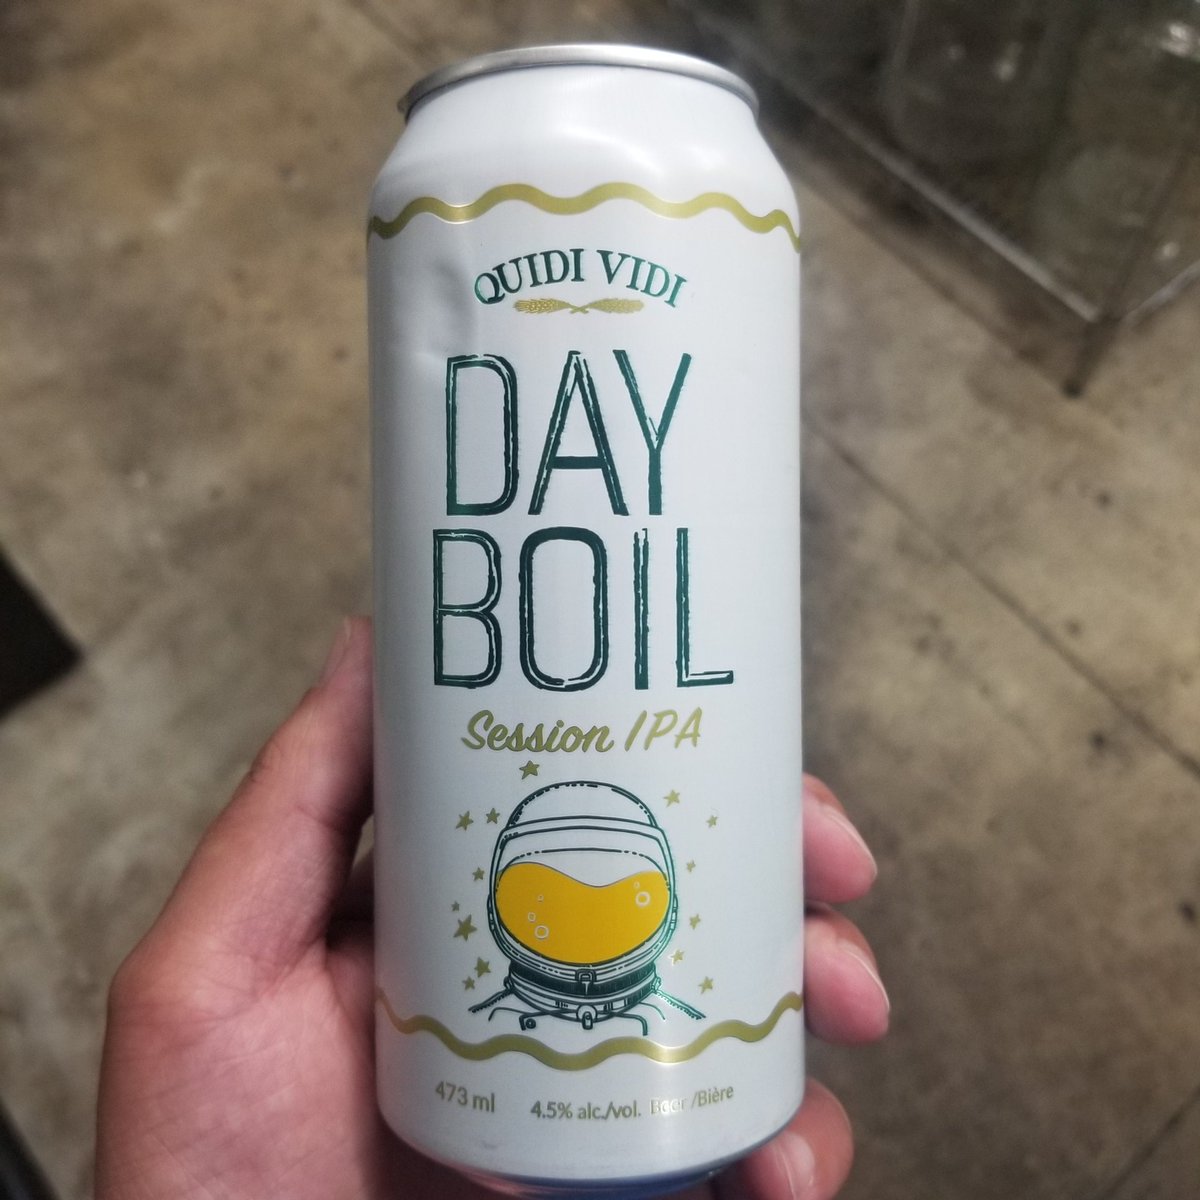 QUIDI VIDI
DAY
BOIL
Session IPA
473 ml 4.5% alc./vol. Beer /Bière